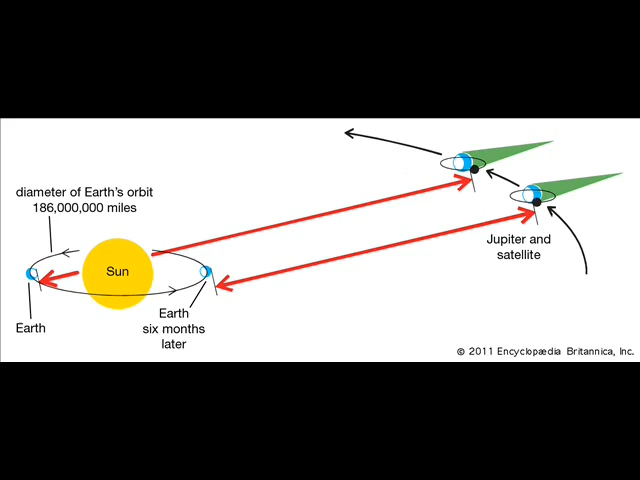 diameter of Earth's orbit
186,000,000 miles
Sun
Jupiter and
satellite
Earth
Earth
six months
later
© 2011 Encyclopædia Britannica, Inc.